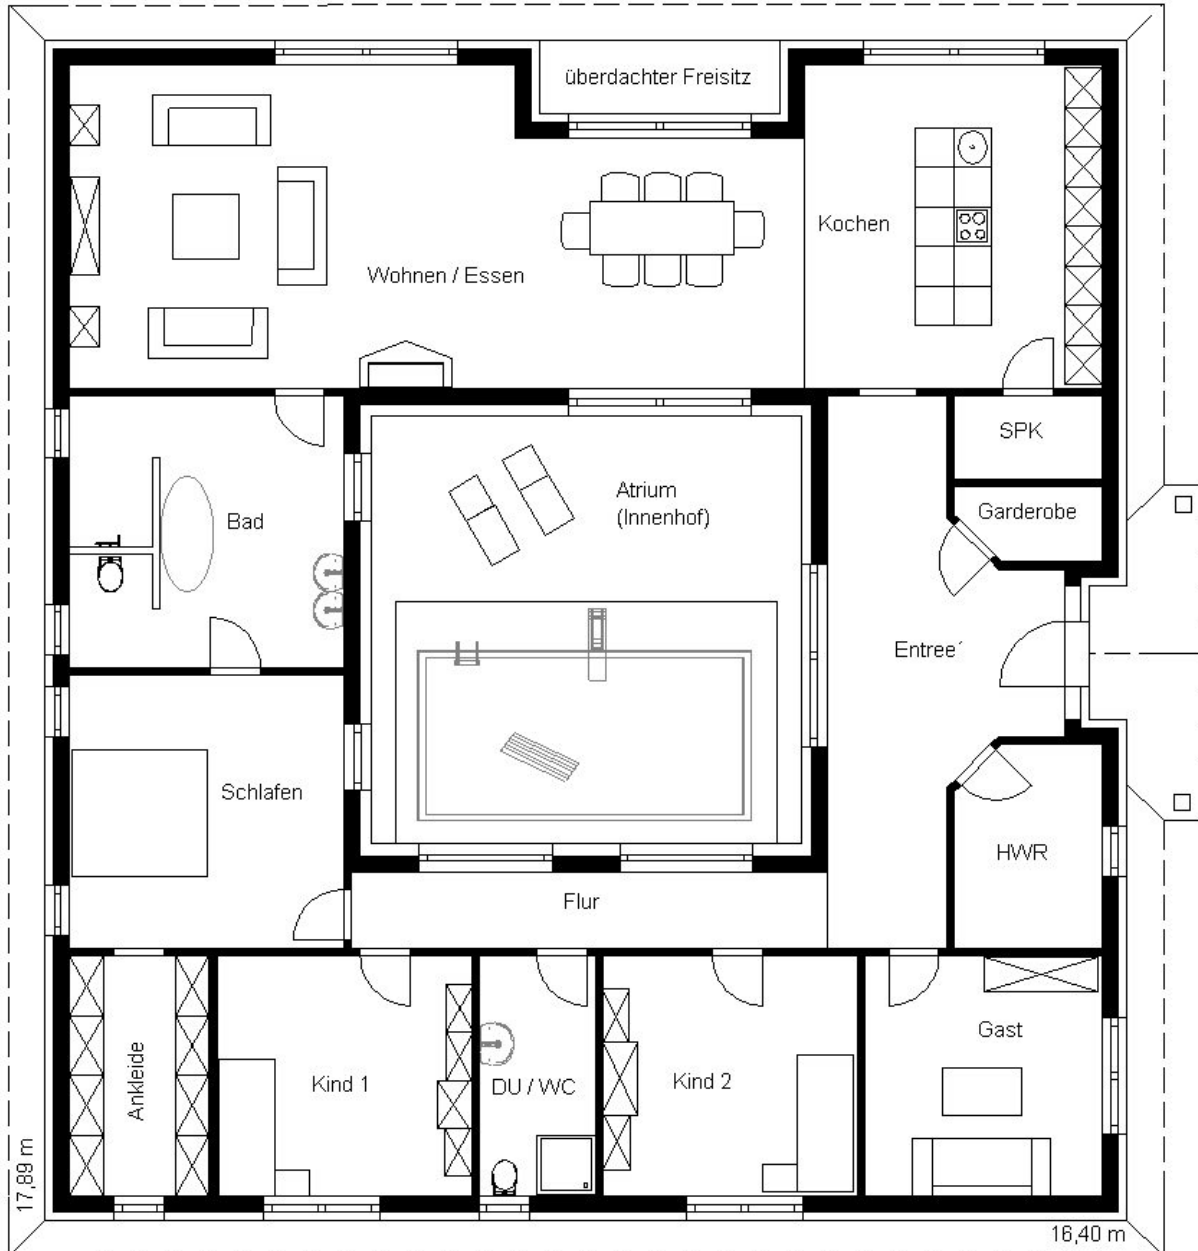 überdachter Freisitz
Kochen
Wohnen / Essen
SPK
Atrium
(Innenhof)
Garderobe
Bad
Entree´
Schlafen
HWR
Flur
Gast
Ankleide
Kind 1
DU / WC
Kind 2
17,89 m
16,40 m